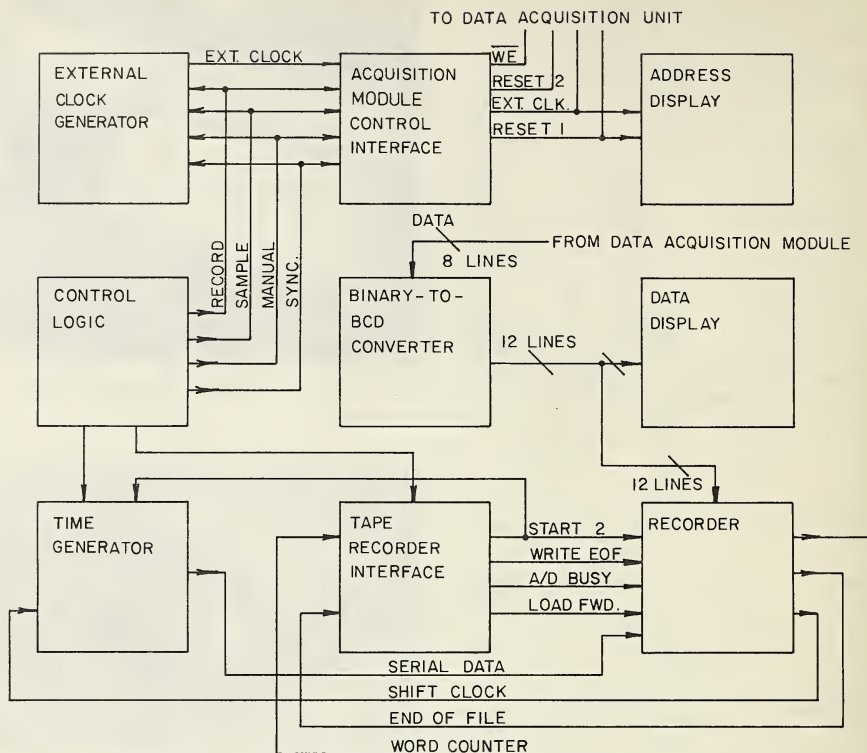 TO DATA ACQUISITION UNIT
EXTERNAL
CLOCK
GENERATOR
EXT. CLOCK
ACQUISITION
MODULE
CONTROL
INTERFACE
WE
RESET 2
EXT. CLK.
RESET 1
ADDRESS
DISPLAY
RECORD
SAMPLE
MANUAL
SYNC.
DATA
8 LINES
FROM DATA ACQUISITION MODULE
CONTROL
LOGIC
BINARY-TO-
BCD
CONVERTER
12 LINES
DATA
DISPLAY
12 LINES
TIME
GENERATOR
TAPE
RECORDER
INTERFACE
START 2
WRITE EOF
A/D BUSY
LOAD FWD.
RECORDER
SERIAL DATA
SHIFT CLOCK
END OF FILE
WORD COUNTER